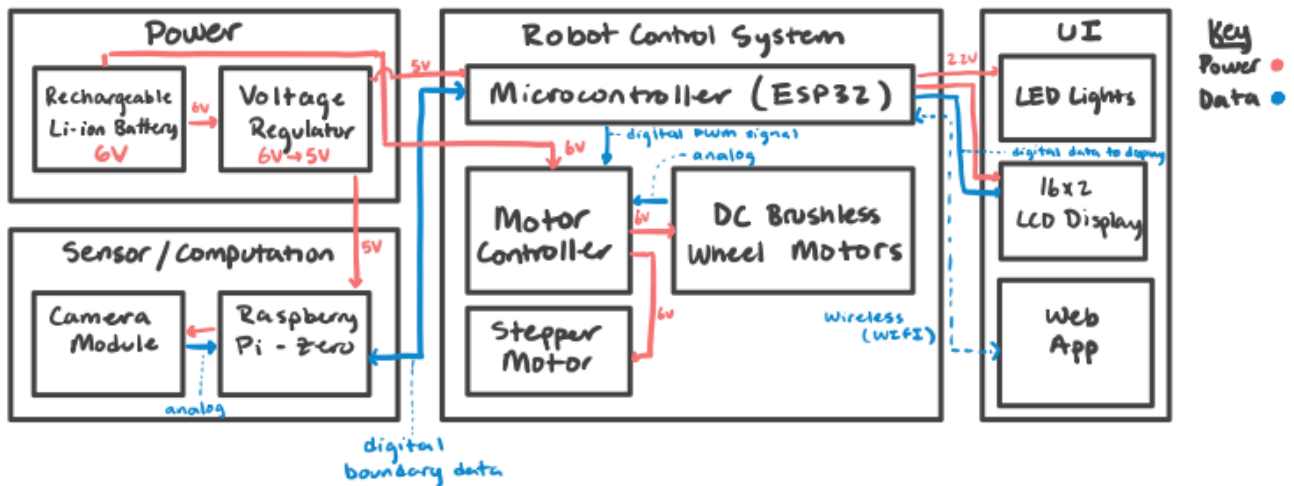 Power
Rechargeable
Li-ion Battery
6V
6V
Voltage
Regulator
6V→5V
5V
5V
Sensor/Computation
Camera
Module
Raspberry
Pi-Zero
analog
digital
boundary data
Robot Control System
Microcontroller (ESP32)
digital PWM signal
analog
6V
Motor
Controller
6V
DC Brushless
Wheel Motors
6V
Stepper
Motor
Wireless
(WIFI)
UI
2.2V
LED Lights
digital data to display
16x2
LCD Display
Web
App
Key
Power
Data